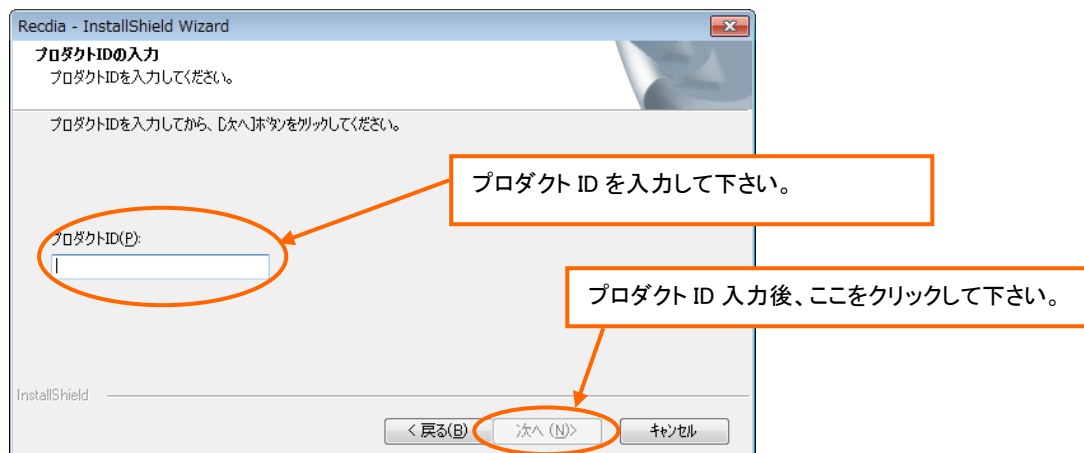 Recdia - InstallShield Wizard
プロダクトIDの入力
プロダクトIDを入力してください。
プロダクトIDを入力してから、[次へ]ボタンをクリックしてください。
プロダクト ID を入力して下さい。
プロダクトID(P):
プロダクト ID 入力後、ここをクリックして下さい。
InstallShield
< 戻る(B)
次へ (N)>
キャンセル